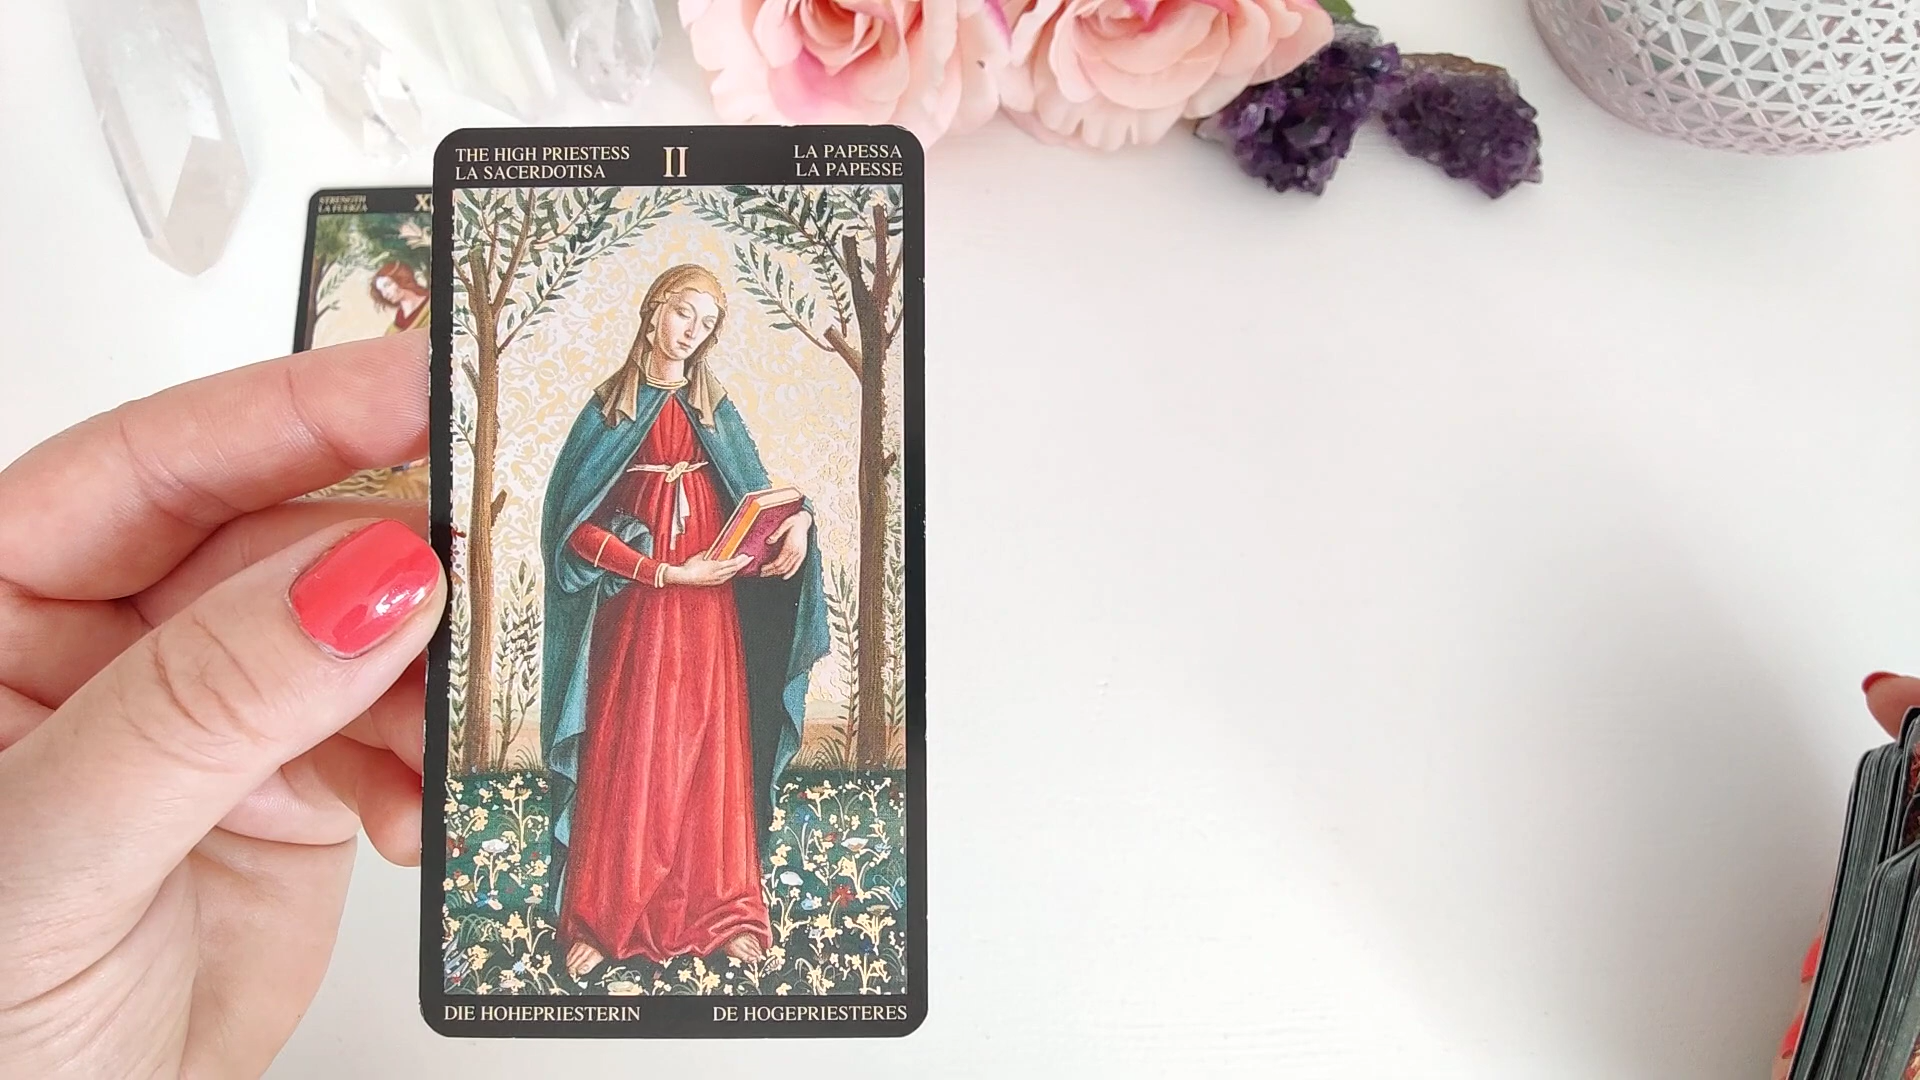 THE HIGH PRIESTESS
LA SACERDOTISA
II
LA PAPESSA
LA PAPESSE
STRENGTH
LA FUERZA
DIE HOHEPRIESTERIN
DE HOGEPRIESTERES